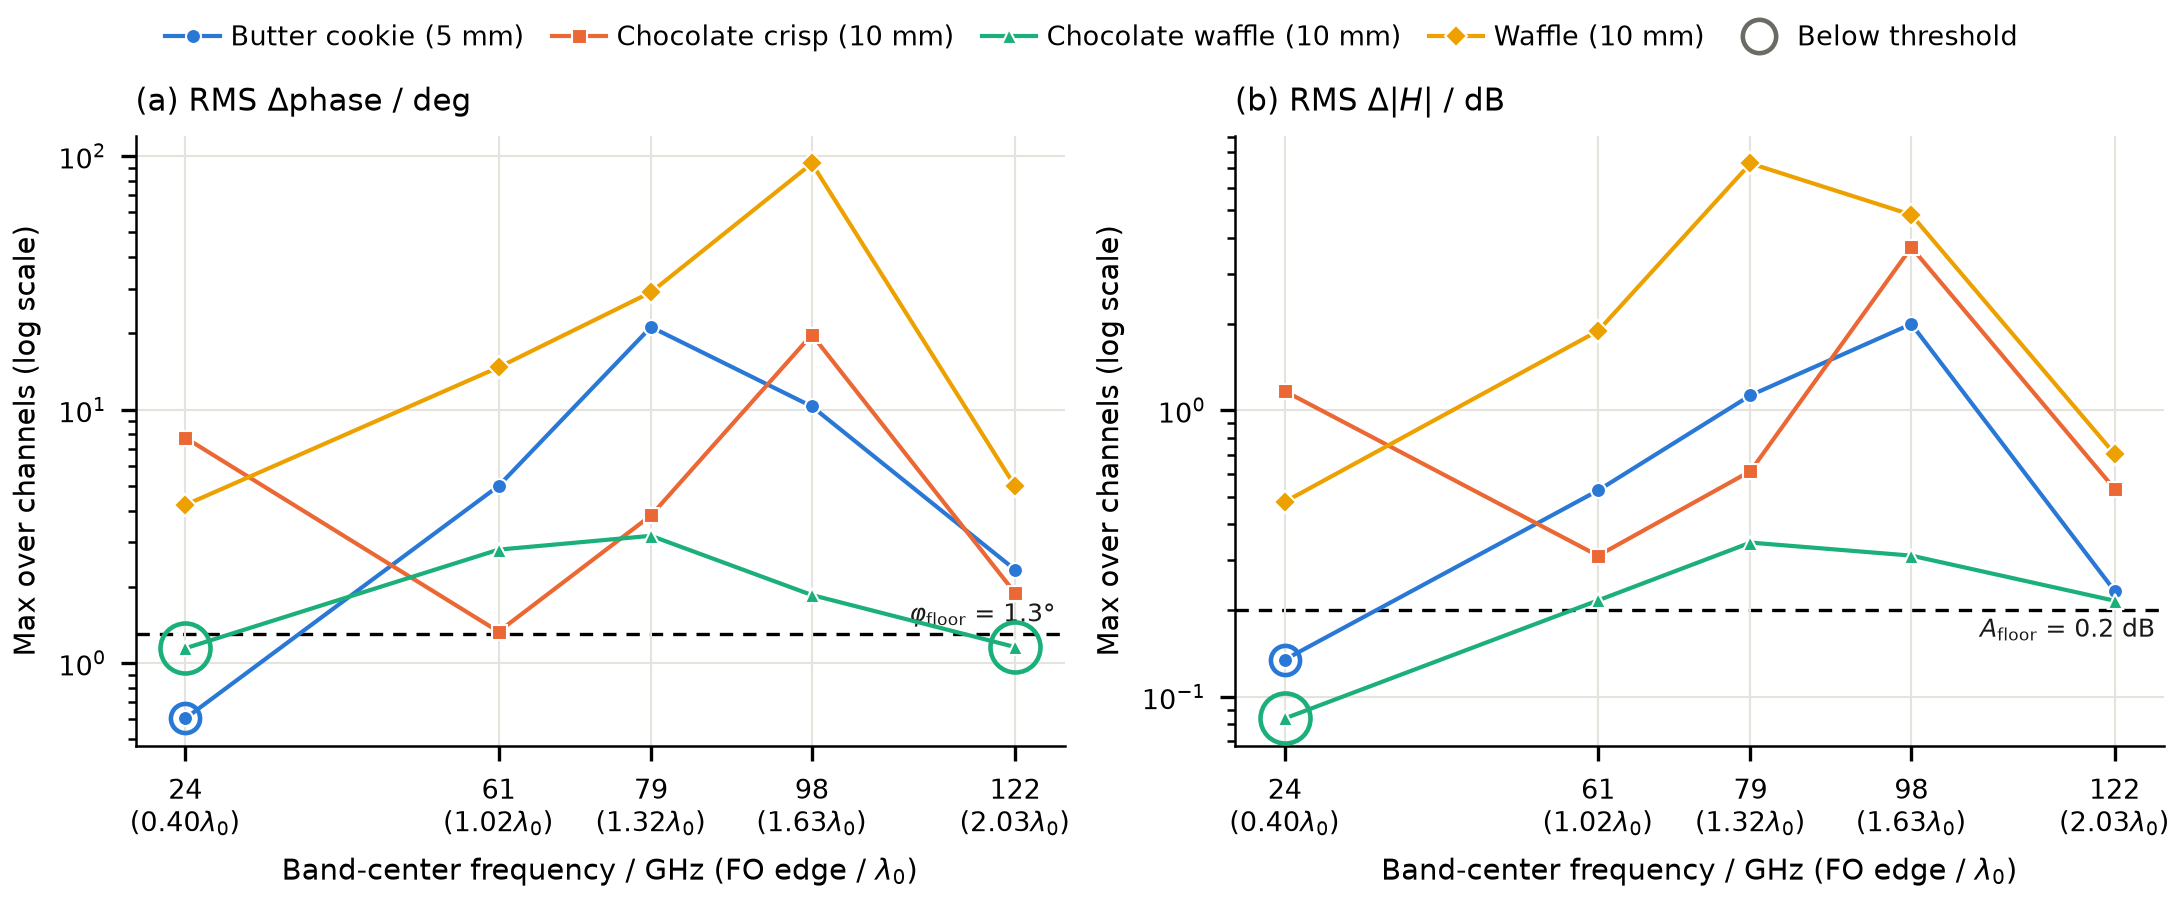 Butter cookie (5 mm) Chocolate crisp (10 mm) Chocolate waffle (10 mm) Waffle (10 mm) Below threshold
(a) RMS Δphase / deg
Max over channels (log scale)
10²
10¹
10⁰
φfloor = 1.3°
24 61 79 98 122
(0.40λ₀) (1.02λ₀) (1.32λ₀) (1.63λ₀) (2.03λ₀)
Band-center frequency / GHz (FO edge / λ₀)
(b) RMS Δ|H| / dB
Max over channels (log scale)
10⁰
10⁻¹
Afloor = 0.2 dB
24 61 79 98 122
(0.40λ₀) (1.02λ₀) (1.32λ₀) (1.63λ₀) (2.03λ₀)
Band-center frequency / GHz (FO edge / λ₀)